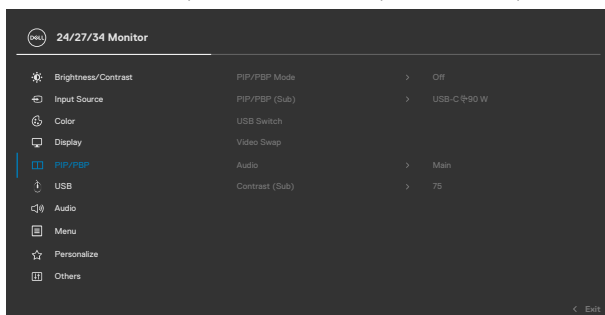 DELL 24/27/34 Monitor
Brightness/Contrast PIP/PBP Mode > Off
Input Source PIP/PBP (Sub) > USB-C 90 W
Color USB Switch
Display Video Swap
PIP/PBP Audio > Main
USB Contrast (Sub) > 75
Audio
Menu
Personalize
Others
< Exit